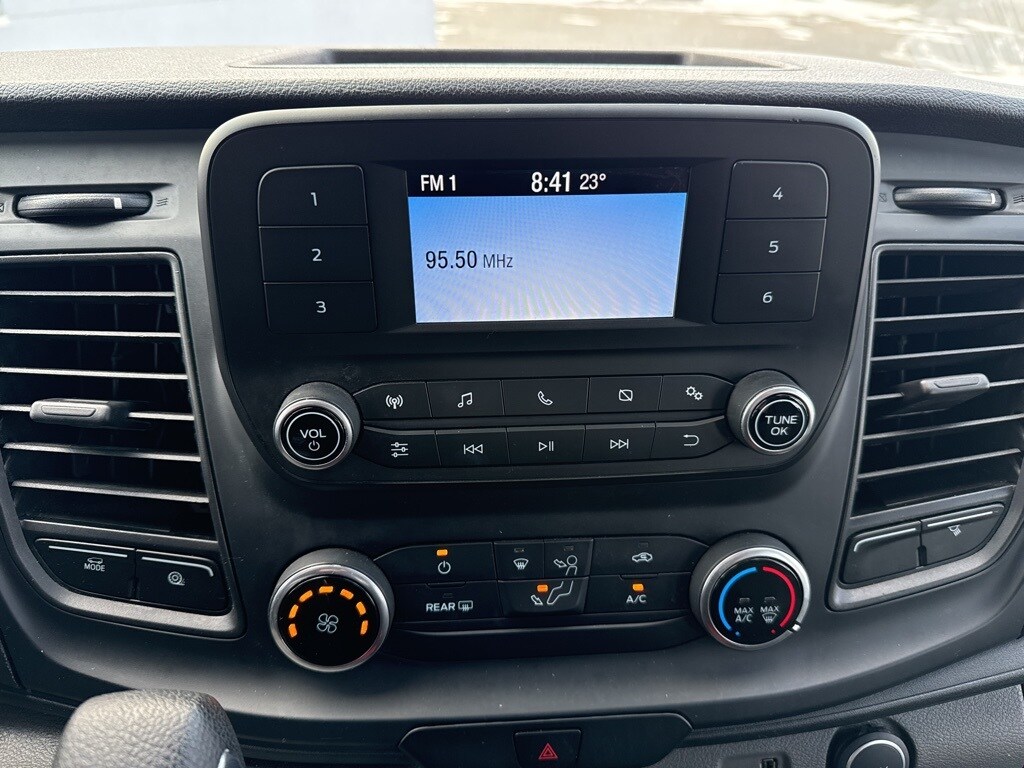 FM 1 8:41 23°
1
4
95.50 MHz
2
5
3
6
VOL
TUNE
OK
MODE
REAR
A/C
MAX
A/C
MAX